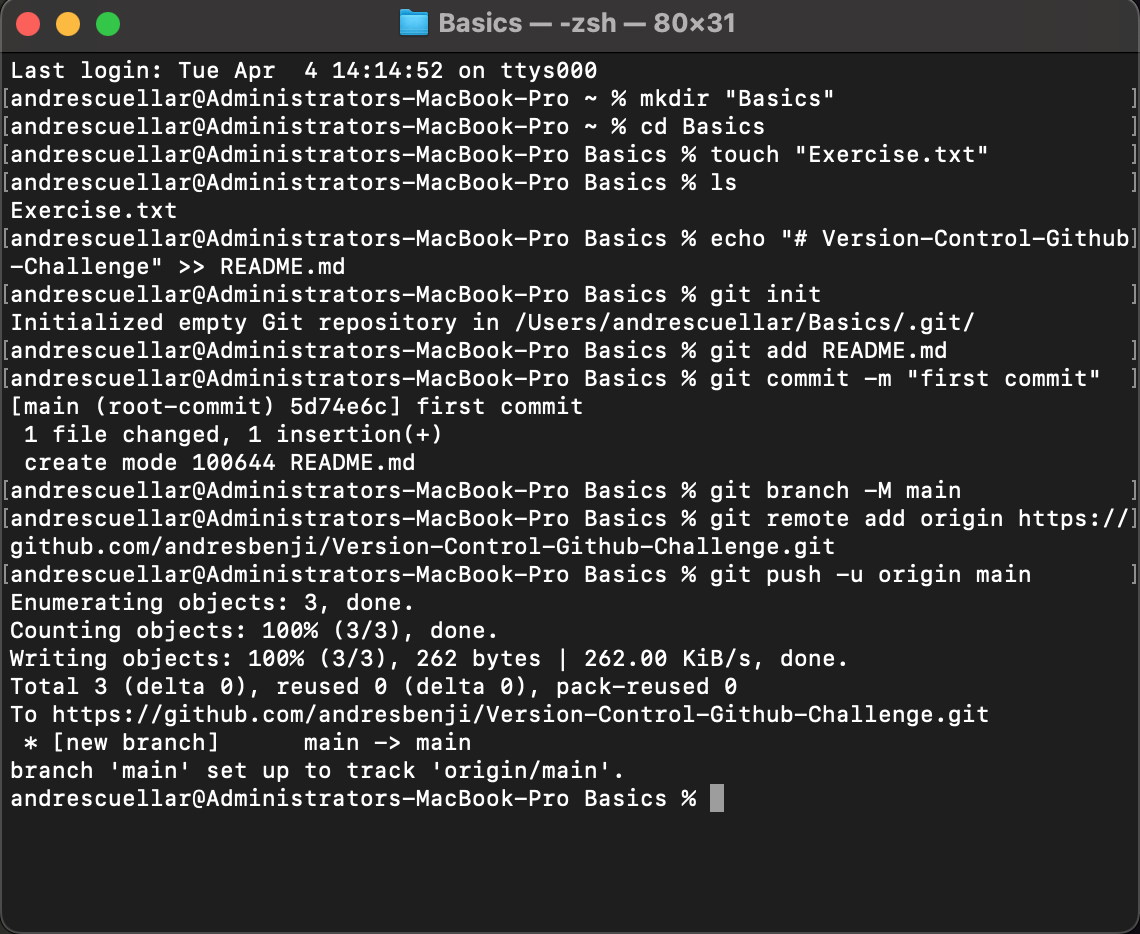 Basics — -zsh — 80×31
Last login: Tue Apr  4 14:14:52 on ttys000
[andrescuellar@Administrators-MacBook-Pro ~ % mkdir "Basics"                     ]
[andrescuellar@Administrators-MacBook-Pro ~ % cd Basics                          ]
[andrescuellar@Administrators-MacBook-Pro Basics % touch "Exercise.txt"          ]
[andrescuellar@Administrators-MacBook-Pro Basics % ls                            ]
Exercise.txt
[andrescuellar@Administrators-MacBook-Pro Basics % echo "# Version-Control-Github]
-Challenge" >> README.md
[andrescuellar@Administrators-MacBook-Pro Basics % git init                      ]
Initialized empty Git repository in /Users/andrescuellar/Basics/.git/
[andrescuellar@Administrators-MacBook-Pro Basics % git add README.md             ]
[andrescuellar@Administrators-MacBook-Pro Basics % git commit -m "first commit"  ]
[main (root-commit) 5d74e6c] first commit
 1 file changed, 1 insertion(+)
 create mode 100644 README.md
[andrescuellar@Administrators-MacBook-Pro Basics % git branch -M main            ]
[andrescuellar@Administrators-MacBook-Pro Basics % git remote add origin https://]
github.com/andresbenji/Version-Control-Github-Challenge.git
[andrescuellar@Administrators-MacBook-Pro Basics % git push -u origin main       ]
Enumerating objects: 3, done.
Counting objects: 100% (3/3), done.
Writing objects: 100% (3/3), 262 bytes | 262.00 KiB/s, done.
Total 3 (delta 0), reused 0 (delta 0), pack-reused 0
To https://github.com/andresbenji/Version-Control-Github-Challenge.git
 * [new branch]      main -> main
branch 'main' set up to track 'origin/main'.
andrescuellar@Administrators-MacBook-Pro Basics %